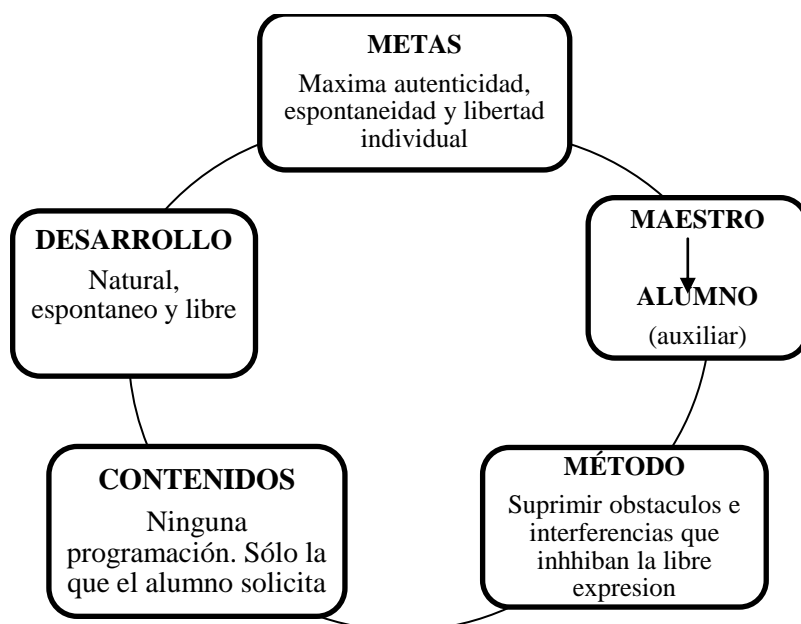 METAS
Maxima autenticidad,
espontaneidad y libertad
individual
MAESTRO
ALUMNO
(auxiliar)
MÉTODO
Suprimir obstaculos e
interferencias que
inhhiban la libre
expresion
CONTENIDOS
Ninguna
programación. Sólo la
que el alumno solicita
DESARROLLO
Natural,
espontaneo y libre